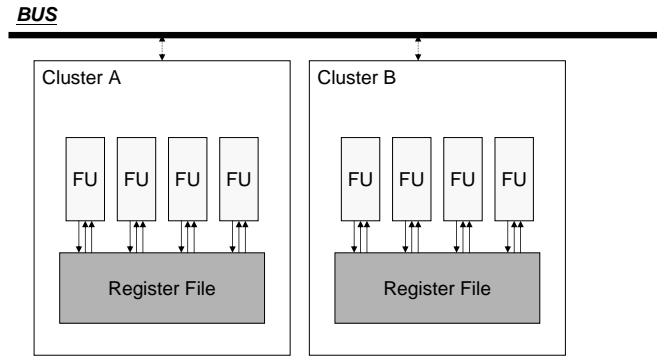 BUS
Cluster A
Cluster B
FU FU FU FU
FU FU FU FU
Register File
Register File